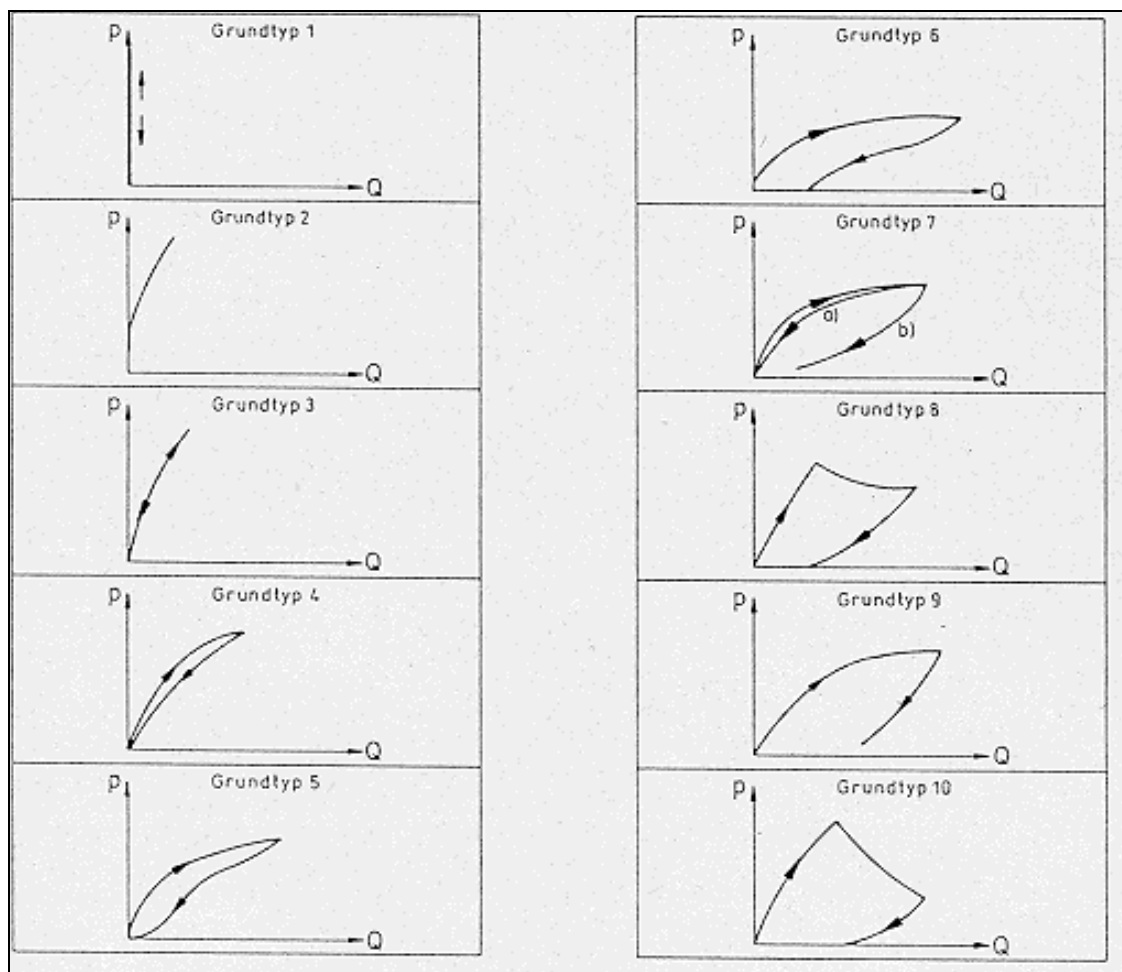 Grundtyp 1
p
Q
Grundtyp 2
p
Q
Grundtyp 3
p
Q
Grundtyp 4
p
Q
Grundtyp 5
p
Q
Grundtyp 6
p
Q
Grundtyp 7
p
a)
b)
Q
Grundtyp 8
p
Q
Grundtyp 9
p
Q
Grundtyp 10
p
Q